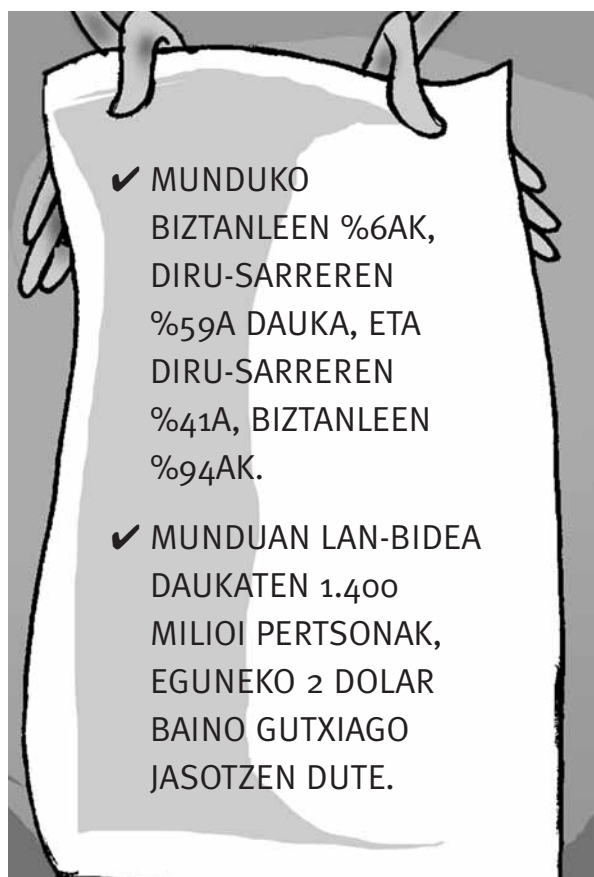 ✔ MUNDUKO
BIZTANLEEN %6AK,
DIRU-SARREREN
%59A DAUKA, ETA
DIRU-SARREREN
%41A, BIZTANLEEN
%94AK.
✔ MUNDUAN LAN-BIDEA
DAUKATEN 1.400
MILIOI PERTSONAK,
EGUNEKO 2 DOLAR
BAINO GUTXIAGO
JASOTZEN DUTE.